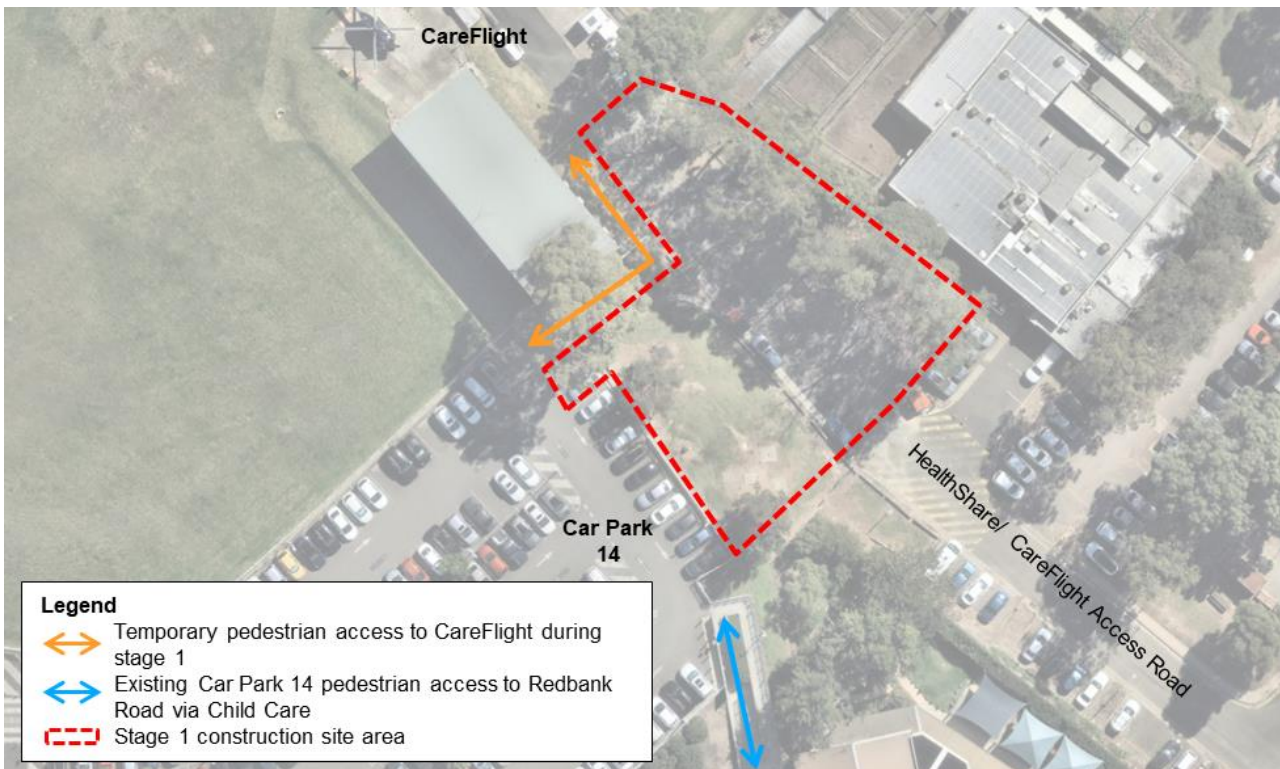 CareFlight
Car Park
14
HealthShare/ CareFlight Access Road
Legend
Temporary pedestrian access to CareFlight during
stage 1
Existing Car Park 14 pedestrian access to Redbank
Road via Child Care
Stage 1 construction site area